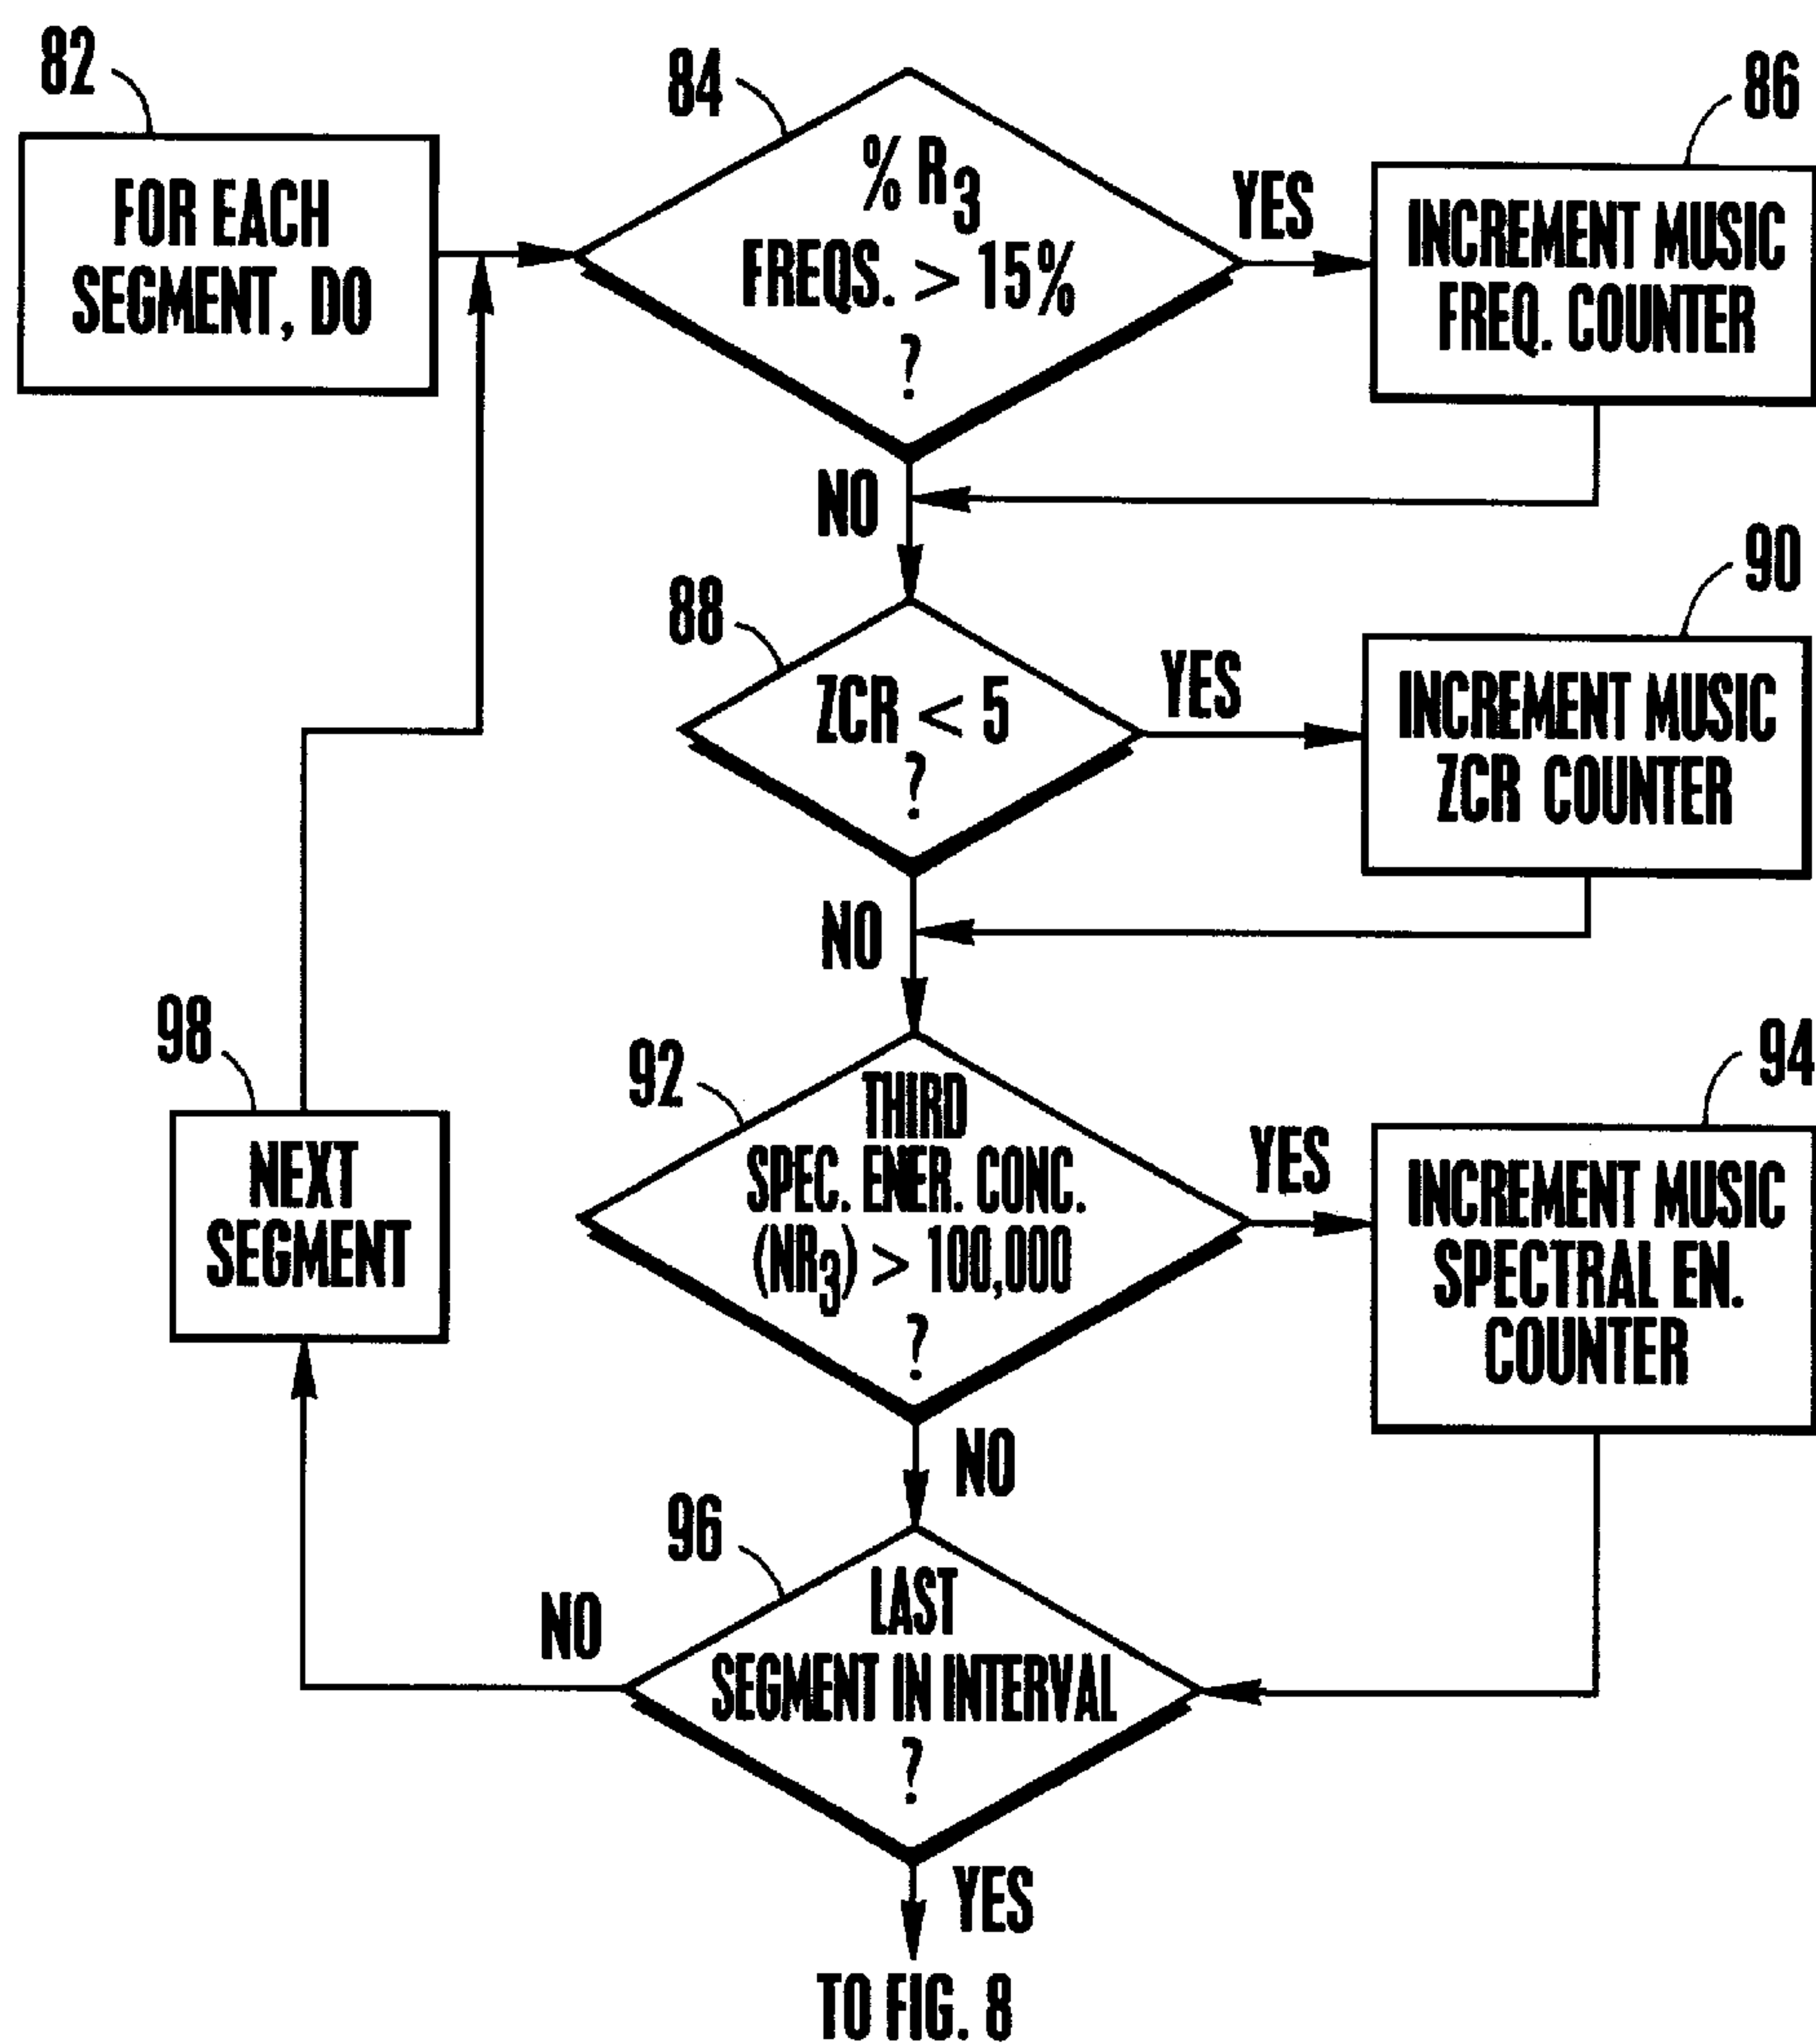 82
FOR EACH
SEGMENT, DO
84
% R3
FREQS. > 15%
?
YES
86
INCREMENT MUSIC
FREQ. COUNTER
NO
88
ZCR < 5
?
YES
90
INCREMENT MUSIC
ZCR COUNTER
NO
92
THIRD
SPEC. ENER. CONC.
(NR3) > 100,000
?
YES
94
INCREMENT MUSIC
SPECTRAL EN.
COUNTER
98
NEXT
SEGMENT
NO
96
LAST
SEGMENT IN INTERVAL
?
NO
YES
TO FIG. 8